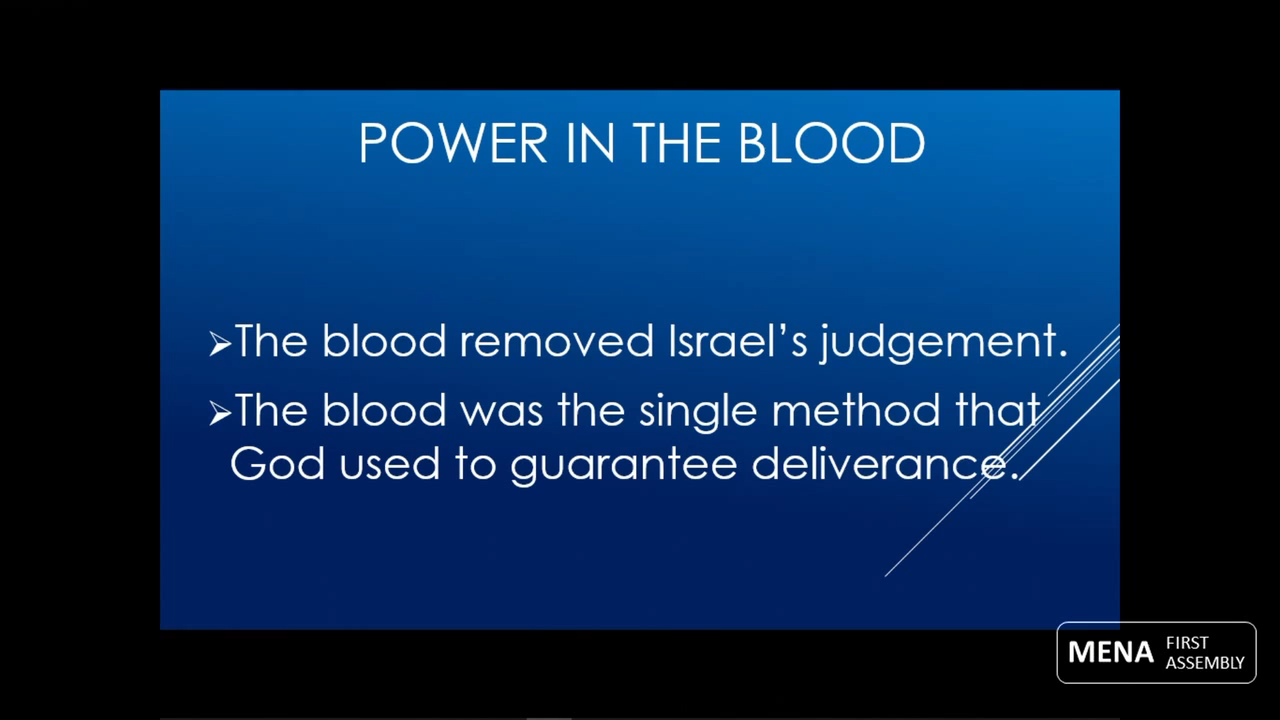 POWER IN THE BLOOD
➢The blood removed Israel’s judgement.
➢The blood was the single method that
God used to guarantee deliverance.
MENA FIRST
ASSEMBLY